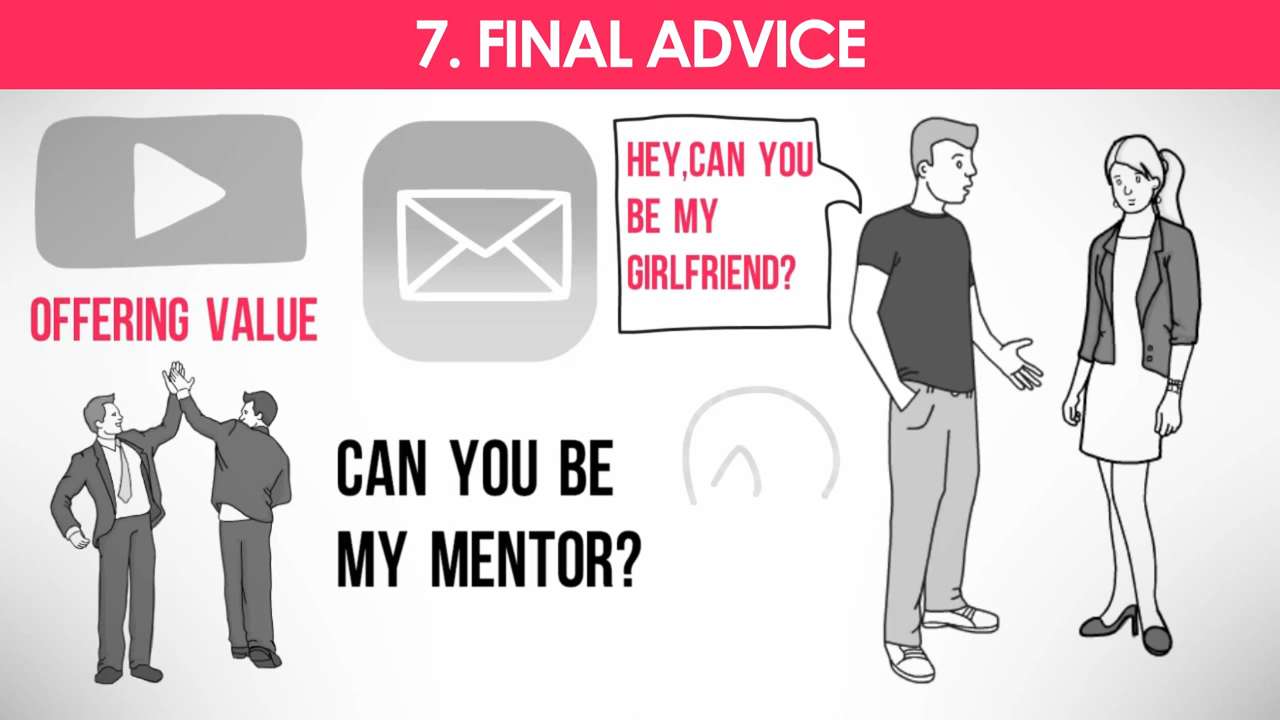 7. FINAL ADVICE
OFFERING VALUE
HEY,CAN YOU
BE MY
GIRLFRIEND?
CAN YOU BE
MY MENTOR?